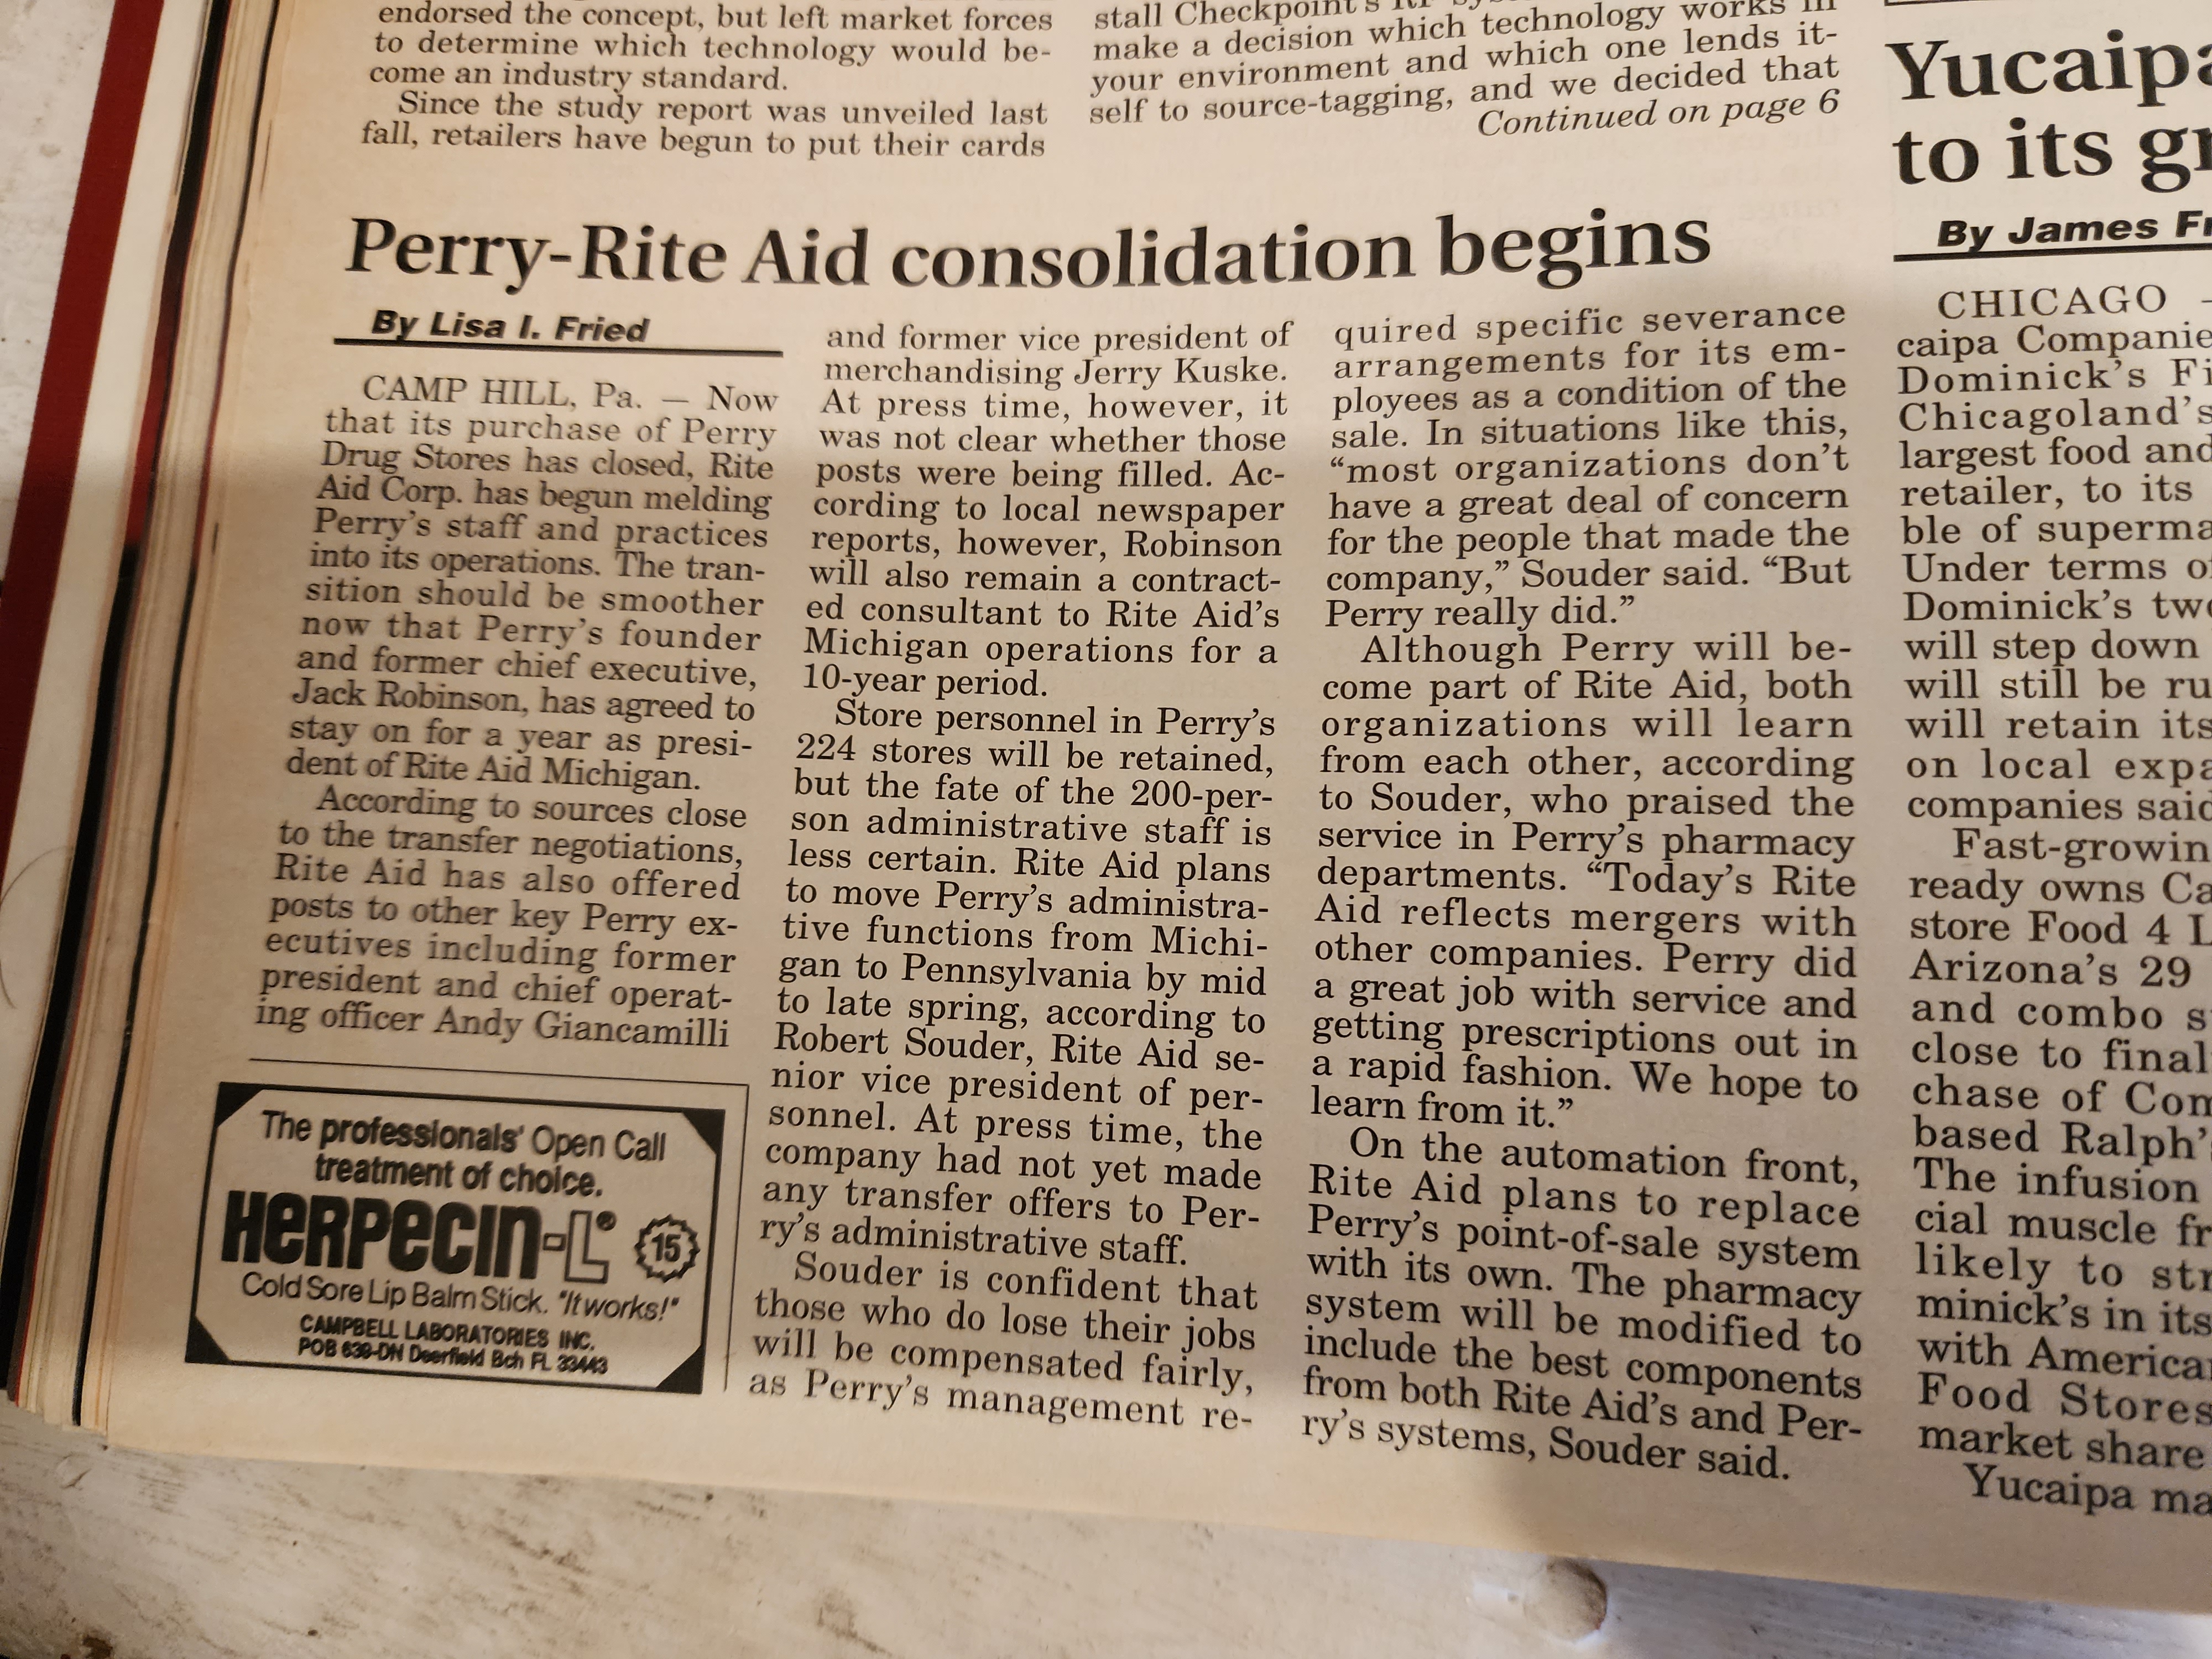 endorsed the concept, but left market forces
to determine which technology would be-
come an industry standard.
Since the study report was unveiled last
fall, retailers have begun to put their cards
stall Checkpoint's
make a decision which technology works in
your environment and which one lends it-
self to source-tagging, and we decided that
Continued on page 6
Perry-Rite Aid consolidation begins
By Lisa I. Fried
CAMP HILL, Pa. — Now
that its purchase of Perry
Drug Stores has closed, Rite
Aid Corp. has begun melding
Perry's staff and practices
into its operations. The tran-
sition should be smoother
now that Perry's founder
and former chief executive,
Jack Robinson, has agreed to
stay on for a year as presi-
dent of Rite Aid Michigan.
According to sources close
to the transfer negotiations,
Rite Aid has also offered
posts to other key Perry ex-
ecutives including former
president and chief operat-
ing officer Andy Giancamilli
and former vice president of
merchandising Jerry Kuske.
At press time, however, it
was not clear whether those
posts were being filled. Ac-
cording to local newspaper
reports, however, Robinson
will also remain a contract-
ed consultant to Rite Aid's
Michigan operations for a
10-year period.
Store personnel in Perry's
224 stores will be retained,
but the fate of the 200-per-
son administrative staff is
less certain. Rite Aid plans
to move Perry's administra-
tive functions from Michi-
gan to Pennsylvania by mid
to late spring, according to
Robert Souder, Rite Aid se-
nior vice president of per-
sonnel. At press time, the
company had not yet made
any transfer offers to Per-
ry's administrative staff.
Souder is confident that
those who do lose their jobs
will be compensated fairly,
as Perry's management re-
quired specific severance
arrangements for its em-
ployees as a condition of the
sale. In situations like this,
“most organizations don't
have a great deal of concern
for the people that made the
company,” Souder said. “But
Perry really did.”
Although Perry will be-
come part of Rite Aid, both
organizations will learn
from each other, according
to Souder, who praised the
service in Perry's pharmacy
departments. “Today's Rite
Aid reflects mergers with
other companies. Perry did
a great job with service and
getting prescriptions out in
a rapid fashion. We hope to
learn from it.”
On the automation front,
Rite Aid plans to replace
Perry's point-of-sale system
with its own. The pharmacy
system will be modified to
include the best components
from both Rite Aid's and Per-
ry's systems, Souder said.
The professionals' Open Call
treatment of choice.
HERPECIN-L®
15
Cold Sore Lip Balm Stick. "It works!"
CAMPBELL LABORATORIES INC.
POB 639-DN Deerfield Bch FL 33443
Yucaipa
to its
By James
CHICAGO
caipa Companie
Dominick's
Chicagoland's
largest food and
retailer, to its
ble of superma
Under terms
Dominick's
will step down
will still be
will retain its
on local
companies said
Fast-growin
ready owns
store Food 4
Arizona's 29
and combo
close to
chase of
based Ralph's
The infusion
cial muscle
likely to
minick's in its
with America
Food Stores
market share
Yucaipa